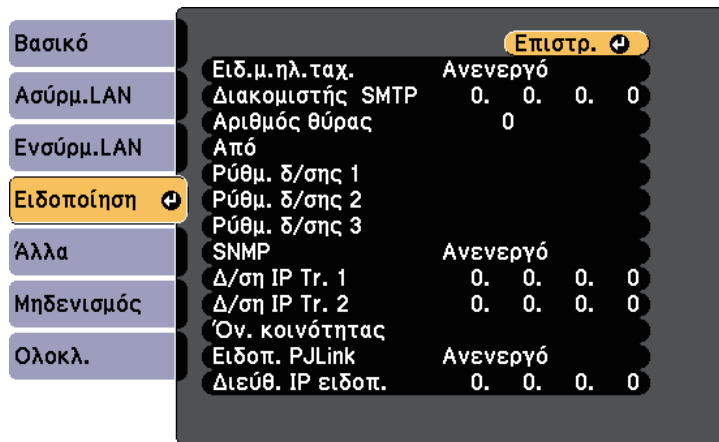 Βασικό
Ασύρμ.LAN
Ενσύρμ.LAN
Ειδοποίηση
Άλλα
Μηδενισμός
Ολοκλ.
Επιστρ.
Ειδ.μ.ηλ.ταχ. Ανενεργό
Διακομιστής SMTP 0. 0. 0. 0
Αριθμός θύρας 0
Από
Ρύθμ. δ/σης 1
Ρύθμ. δ/σης 2
Ρύθμ. δ/σης 3
SNMP Ανενεργό
Δ/ση IP Tr. 1 0. 0. 0. 0
Δ/ση IP Tr. 2 0. 0. 0. 0
Όν. κοινότητας
Ειδοπ. PJLink Ανενεργό
Διεύθ. IP ειδοπ. 0. 0. 0. 0